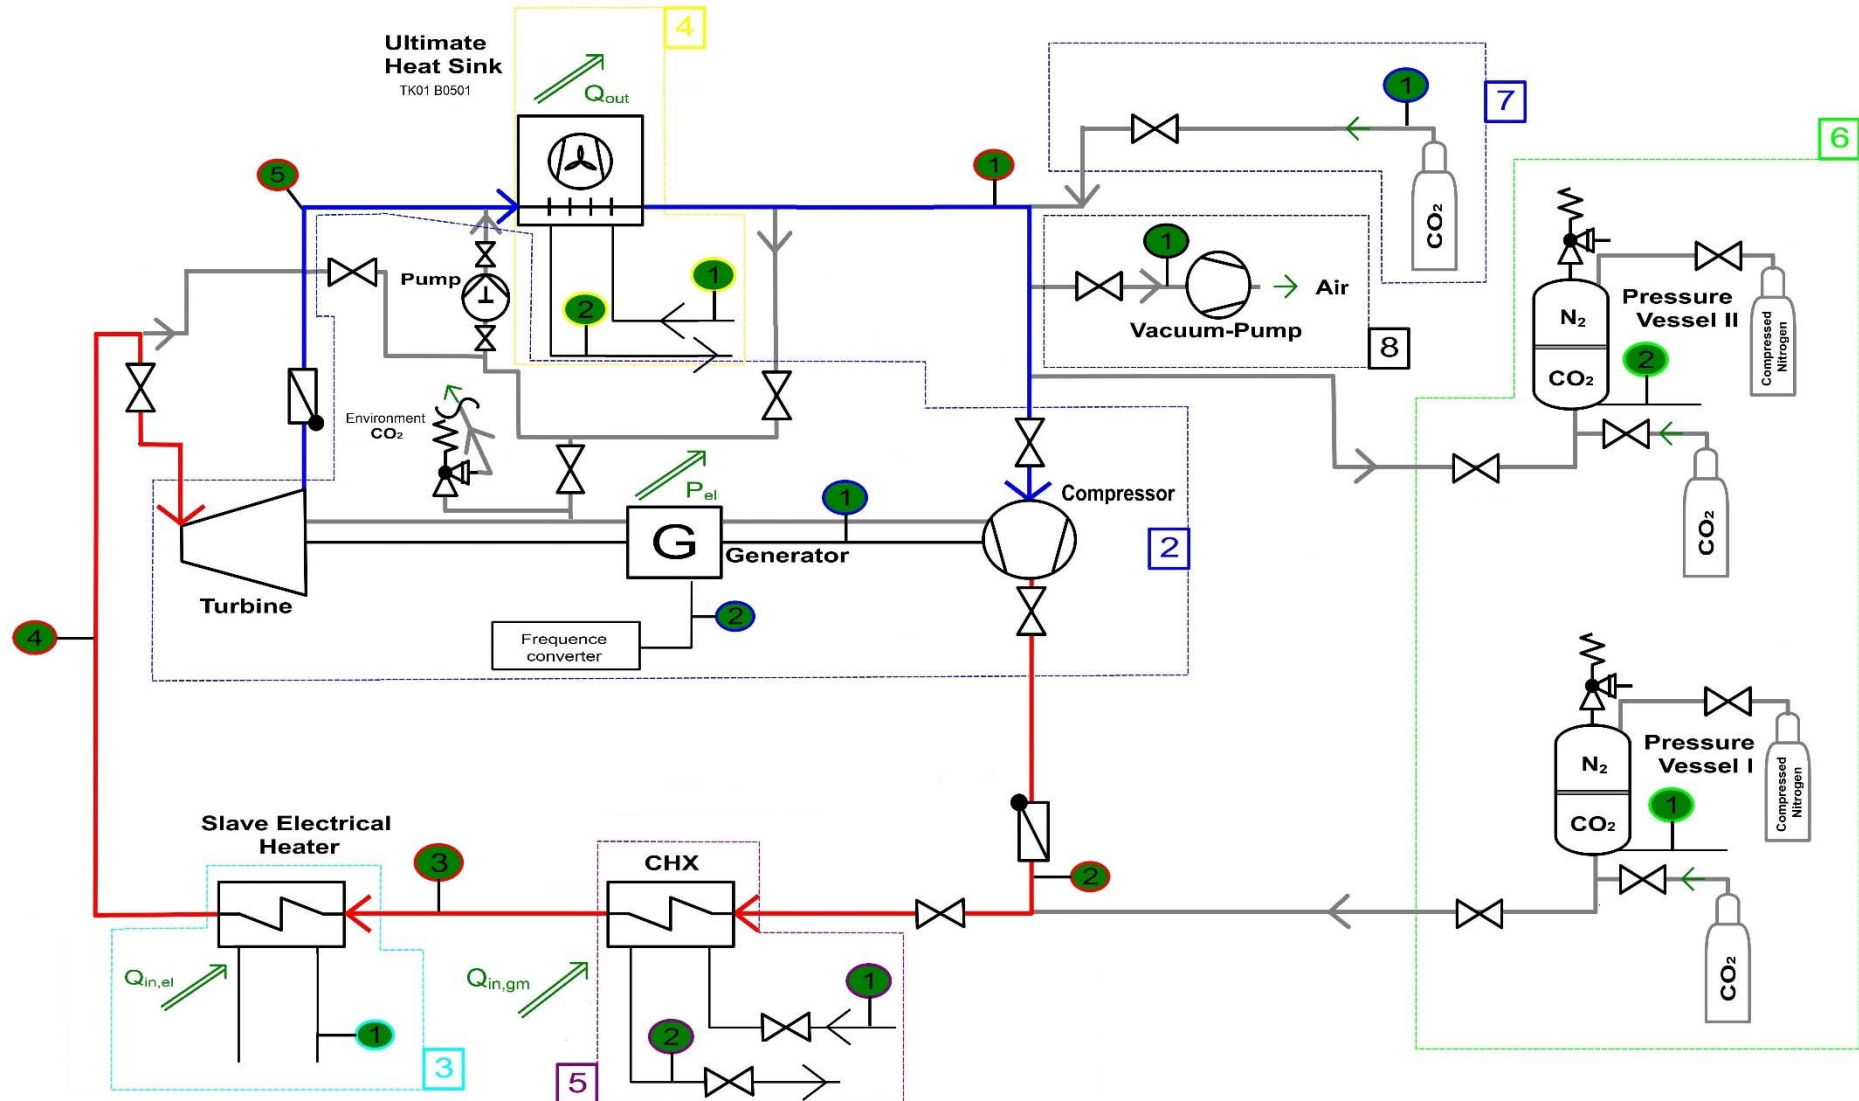 4
Ultimate
Heat Sink
TK01 B0501
Qout
1
7
6
5
1
CO₂
1
Pump
1
2
Air
Vacuum-Pump
8
N₂
CO₂
Pressure
Vessel II
2
Compressed
Nitrogen
Environment
CO₂
Pel
1
Compressor
CO₂
G
Generator
2
Turbine
2
4
Frequence
converter
N₂
CO₂
Pressure
Vessel I
1
Compressed
Nitrogen
Slave Electrical
Heater
3
CHX
2
CO₂
Qin,el
Qin,gm
1
1
2
3
5